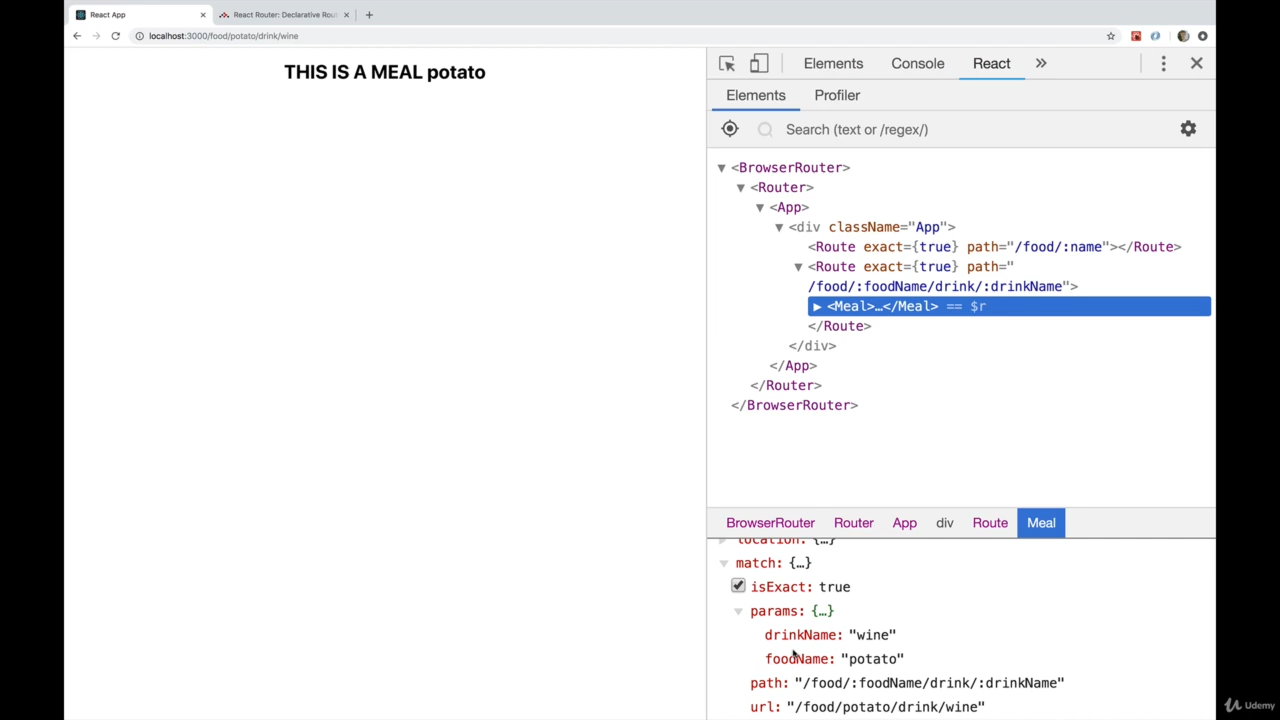 React App
React Router: Declarative Rout
localhost:3000/food/potato/drink/wine
THIS IS A MEAL potato
Elements Console React »
Elements Profiler
Search (text or /regex/)
<BrowserRouter>
<Router>
<App>
<div className="App">
<Route exact={true} path="/food/:name"></Route>
<Route exact={true} path="
/food/:foodName/drink/:drinkName">
<Meal>…</Meal> == $r
</Route>
</div>
</App>
</Router>
</BrowserRouter>
BrowserRouter Router App div Route Meal
location: {…}
match: {…}
isExact: true
params: {…}
drinkName: "wine"
foodName: "potato"
path: "/food/:foodName/drink/:drinkName"
url: "/food/potato/drink/wine"
Udemy